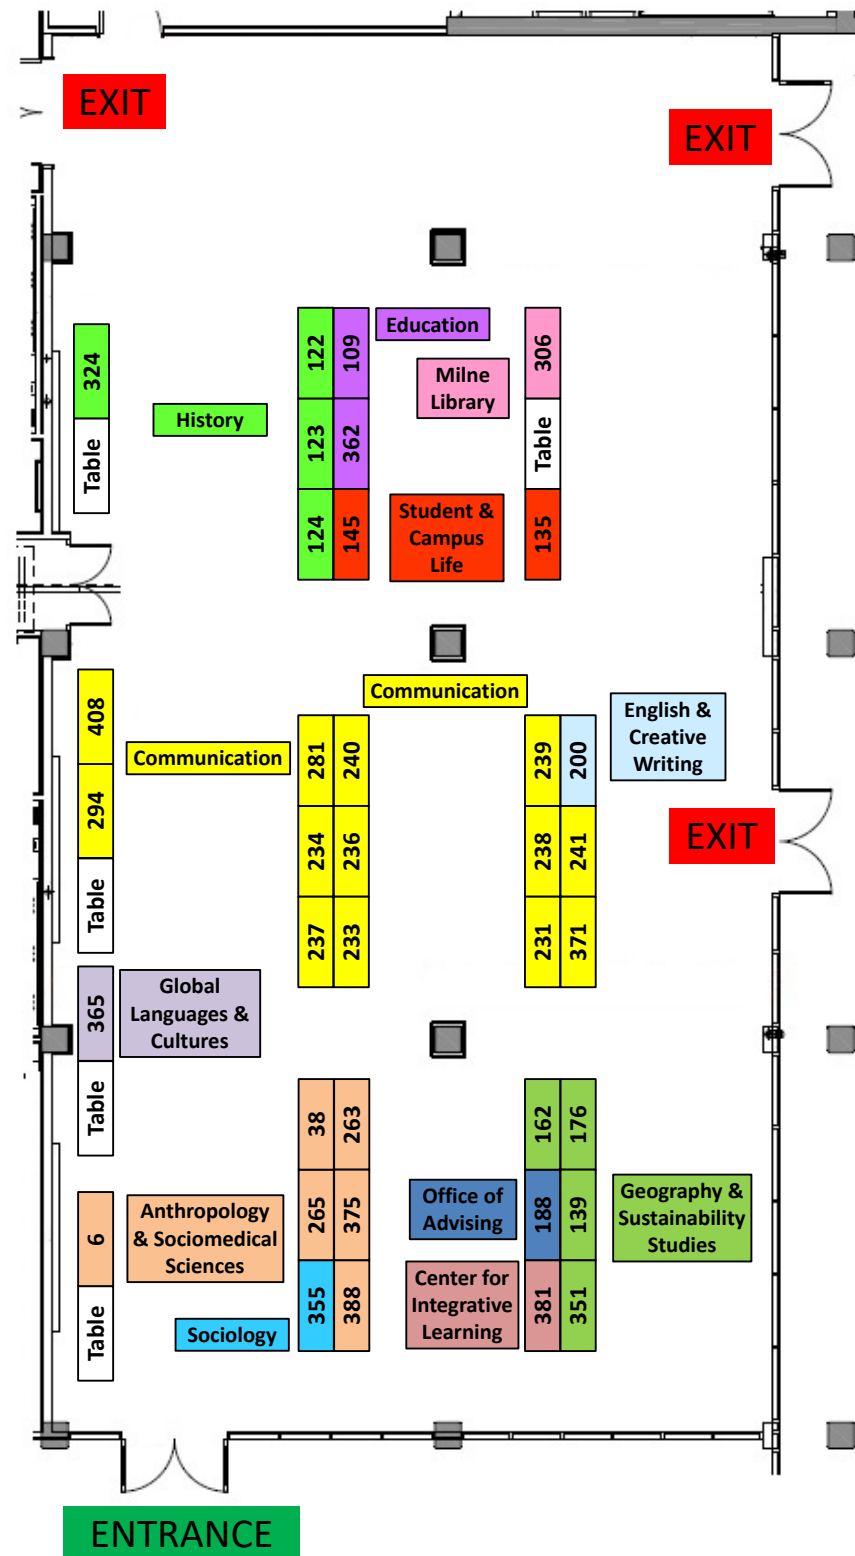 EXIT
EXIT
324
Table
History
122
109
123
362
124
145
Education
Milne
Library
Student &
Campus
Life
306
Table
135
408
294
Table
Communication
281
240
234
236
237
233
Communication
239
200
238
241
231
371
English &
Creative
Writing
EXIT
365
Table
Global
Languages &
Cultures
6
Table
Anthropology
& Sociomedical
Sciences
Sociology
38
263
265
375
355
388
Office of
Advising
Center for
Integrative
Learning
162
176
188
139
381
351
Geography &
Sustainability
Studies
ENTRANCE